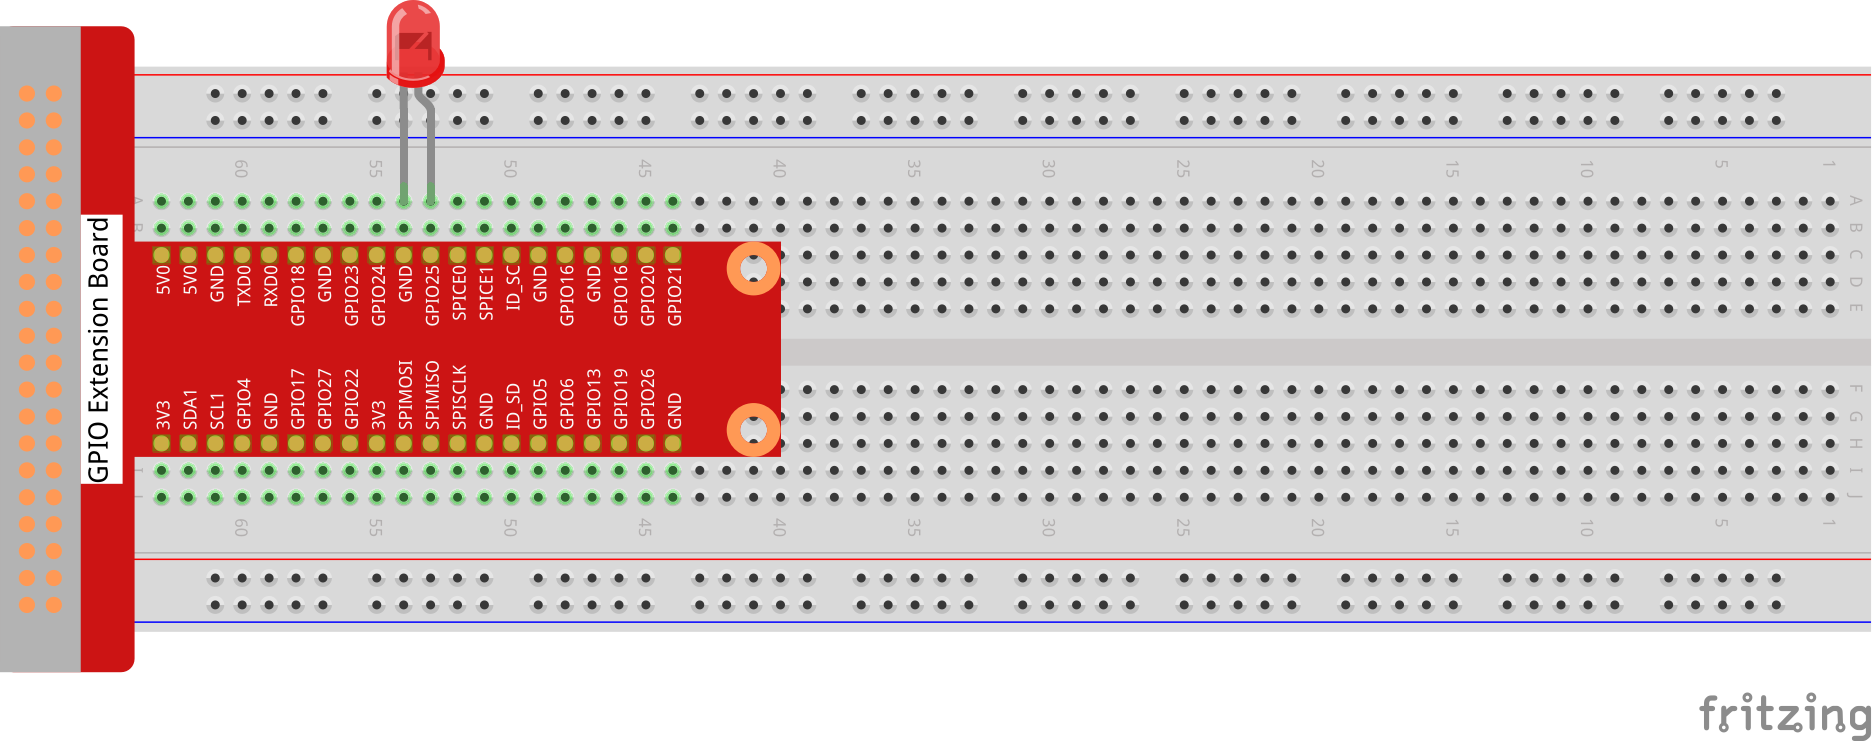 60 55 50 45 40 35 30 25 20 15 10 5 1
A A
B B
C
D
E
5V0 5V0 GND TXD0 RXD0 GPIO18 GND GPIO23 GPIO24 GND GPIO25 SPICE0 SPICE1 ID_SC GND GPIO16 GND GPIO16 GPIO20 GPIO21
GPIO Extension Board
3V3 SDA1 SCL1 GPIO4 GND GPIO17 GPIO27 GPIO22 3V3 SPIMOSI SPIMISO SPISCLK GND ID_SD GPIO5 GPIO6 GPIO13 GPIO19 GPIO26 GND
F
G
H
I I
J J
60 55 50 45 40 35 30 25 20 15 10 5 1
fritzing